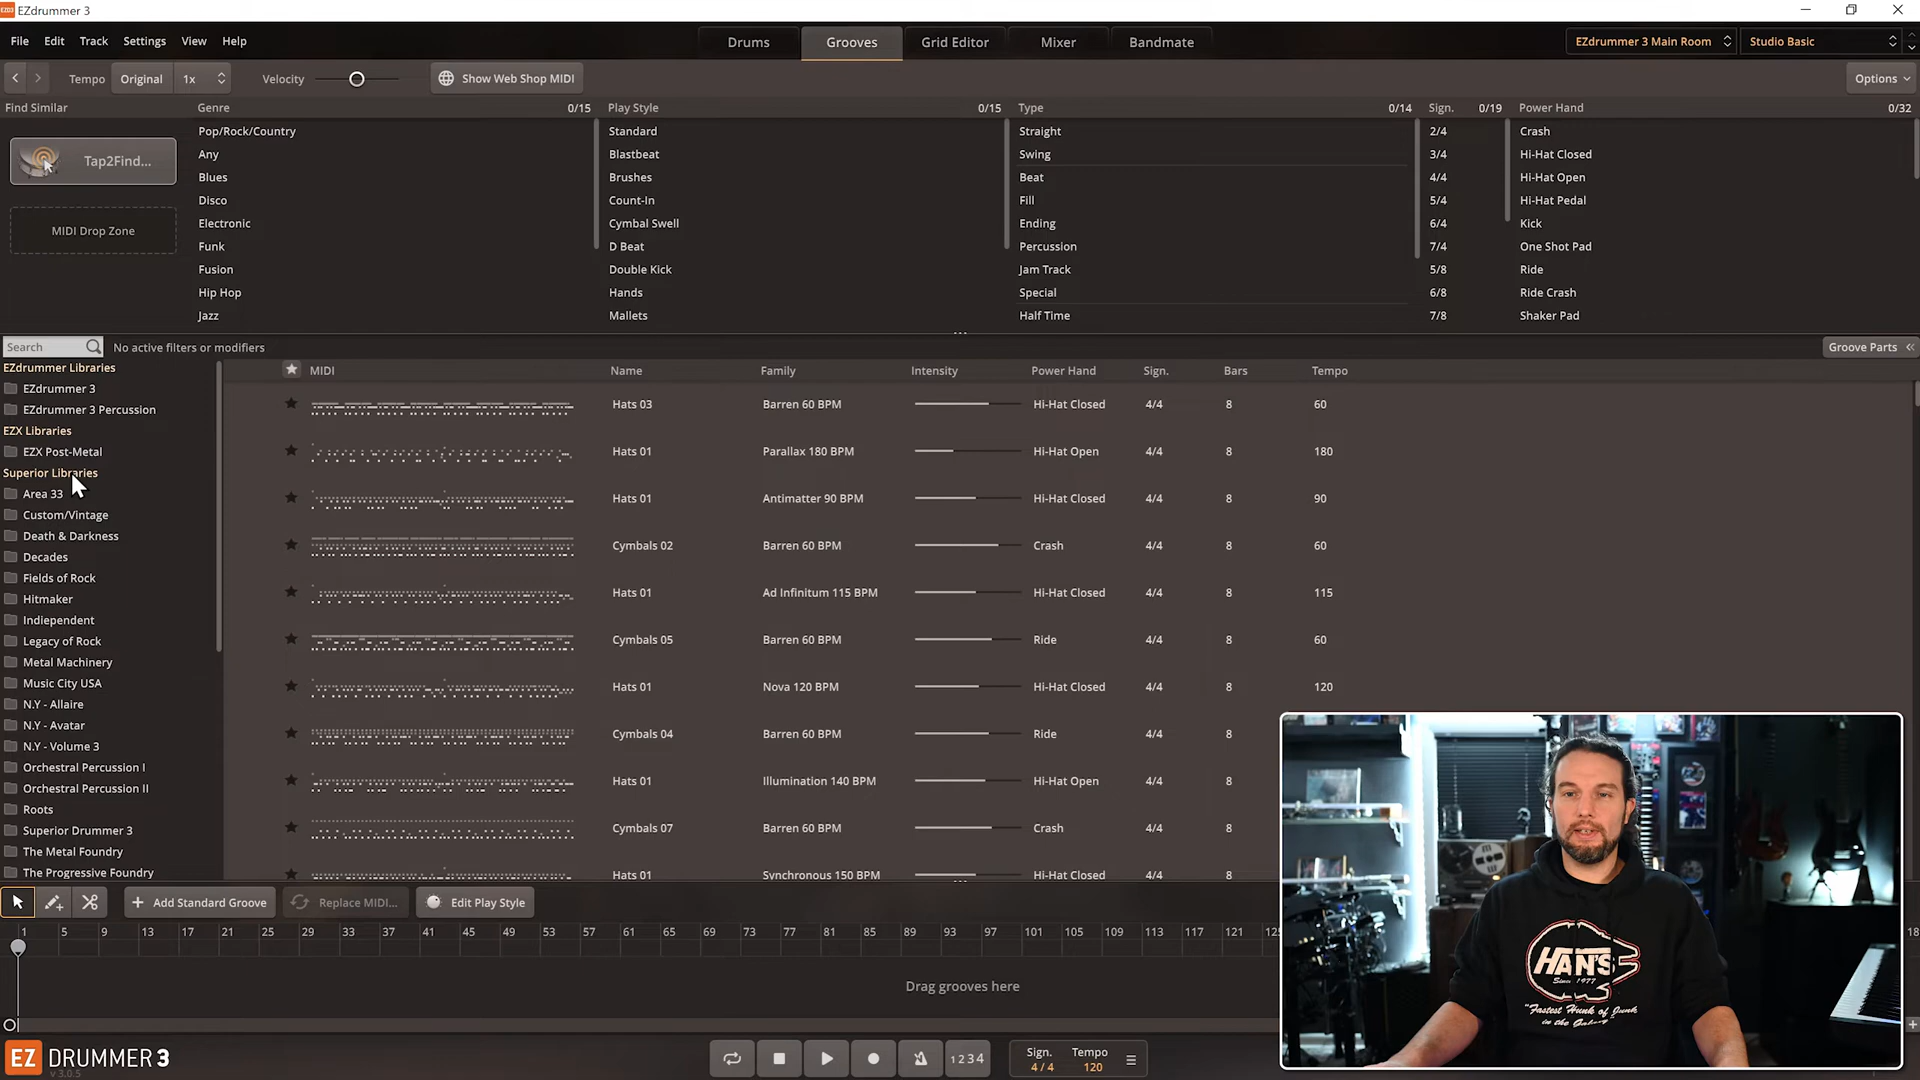 EZdrummer 3
File Edit Track Settings View Help
Drums Grooves Grid Editor Mixer Bandmate
EZdrummer 3 Main Room Studio Basic
Tempo Original 1x Velocity Show Web Shop MIDI Options
Find Similar Genre 0/15 Play Style 0/15 Type 0/14 Sign. 0/19 Power Hand 0/32
Tap2Find...
MIDI Drop Zone
Pop/Rock/Country Standard Straight 2/4 Crash
Any Blastbeat Swing 3/4 Hi-Hat Closed
Blues Brushes Beat 4/4 Hi-Hat Open
Disco Count-In Fill 5/4 Hi-Hat Pedal
Electronic Cymbal Swell Ending 6/4 Kick
Funk D Beat Percussion 7/4 One Shot Pad
Fusion Double Kick Jam Track 5/8 Ride
Hip Hop Hands Special 6/8 Ride Crash
Jazz Mallets Half Time 7/8 Shaker Pad
Search No active filters or modifiers Groove Parts
EZdrummer Libraries
EZdrummer 3
EZdrummer 3 Percussion
EZX Libraries
EZX Post-Metal
Superior Libraries
Area 33
Custom/Vintage
Death & Darkness
Decades
Fields of Rock
Hitmaker
Indiependent
Legacy of Rock
Metal Machinery
Music City USA
N.Y - Allaire
N.Y - Avatar
N.Y - Volume 3
Orchestral Percussion I
Orchestral Percussion II
Roots
Superior Drummer 3
The Metal Foundry
The Progressive Foundry
MIDI Name Family Intensity Power Hand Sign. Bars Tempo
Hats 03 Barren 60 BPM Hi-Hat Closed 4/4 8 60
Hats 01 Parallax 180 BPM Hi-Hat Open 4/4 8 180
Hats 01 Antimatter 90 BPM Hi-Hat Closed 4/4 8 90
Cymbals 02 Barren 60 BPM Crash 4/4 8 60
Hats 01 Ad Infinitum 115 BPM Hi-Hat Closed 4/4 8 115
Cymbals 05 Barren 60 BPM Ride 4/4 8 60
Hats 01 Nova 120 BPM Hi-Hat Closed 4/4 8 120
Cymbals 04 Barren 60 BPM Ride 4/4 8
Hats 01 Illumination 140 BPM Hi-Hat Open 4/4 8
Cymbals 07 Barren 60 BPM Crash 4/4 8
Hats 01 Synchronous 150 BPM Hi-Hat Closed 4/4 8
Add Standard Groove Replace MIDI... Edit Play Style
1 5 9 13 17 21 25 29 33 37 41 45 49 53 57 61 65 69 73 77 81 85 89 93 97 101 105 109 113 117 121 125 18
Drag grooves here
HAN'S
Since 1977
"Fastest Hunk of Junk
in the Galaxy"
EZ DRUMMER 3
v 3.0.5
1 2 3 4
Sign. 4/4 Tempo 120